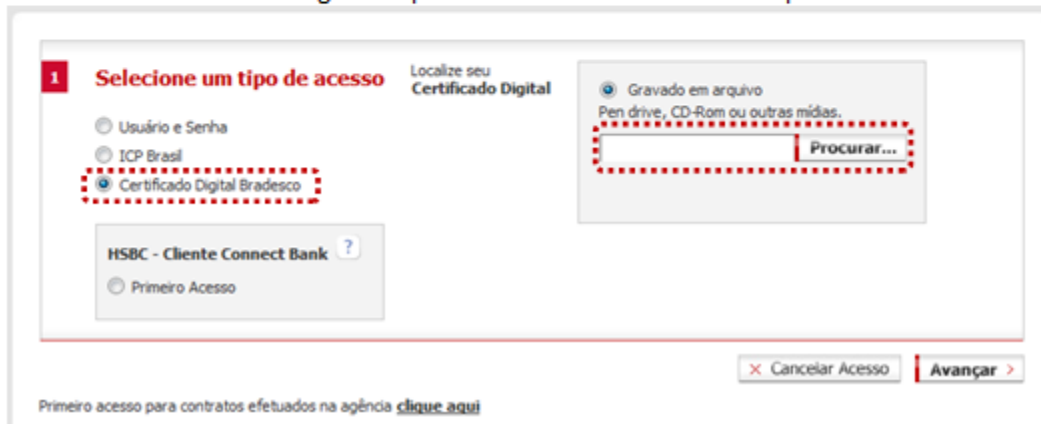 1 Selecione um tipo de acesso
Usuário e Senha
ICP Brasil
Certificado Digital Bradesco
HSBC - Cliente Connect Bank ?
Primeiro Acesso
Localize seu
Certificado Digital
Gravado em arquivo
Pen drive, CD-Rom ou outras mídias.
Procurar...
× Cancelar Acesso
Avançar >
Primeiro acesso para contratos efetuados na agência clique aqui